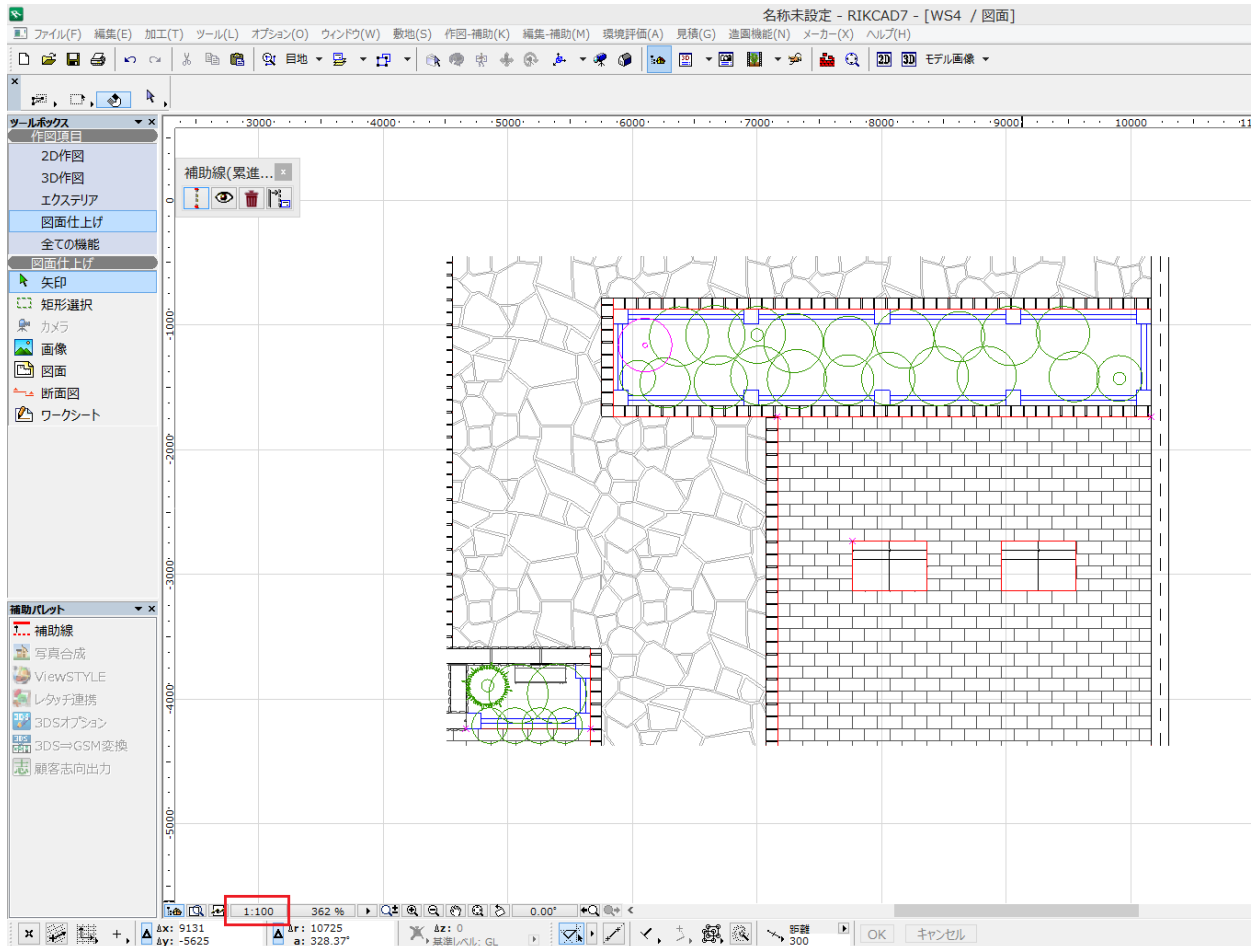 名称未設定 - RIKCAD7 - [WS4 / 図面]
ファイル(F) 編集(E) 加工(T) ツール(L) オプション(O) ウィンドウ(W) 敷地(S) 作図-補助(K) 編集-補助(M) 環境評価(A) 見積(G) 造園機能(N) メーカー(X) ヘルプ(H)
目地 2D 3D モデル画像
ツールボックス
作図項目
2D作図
3D作図
エクステリア
図面仕上げ
全ての機能
図面仕上げ
矢印
矩形選択
カメラ
画像
図面
断面図
ワークシート
補助パレット
補助線
写真合成
ViewSTYLE
レタッチ連携
3DSオプション
3DS⇒GSM変換
顧客志向出力
3000 4000 5000 6000 7000 8000 9000 10000 11
補助線(累進...
0
-1000
-2000
-3000
-4000
-5000
1:100 362 % 0.00°
Δx: 9131 Δr: 10725 Δz: 0 距離
Δy: -5625 a: 328.37° 基準レベル: GL 300 OK キャンセル